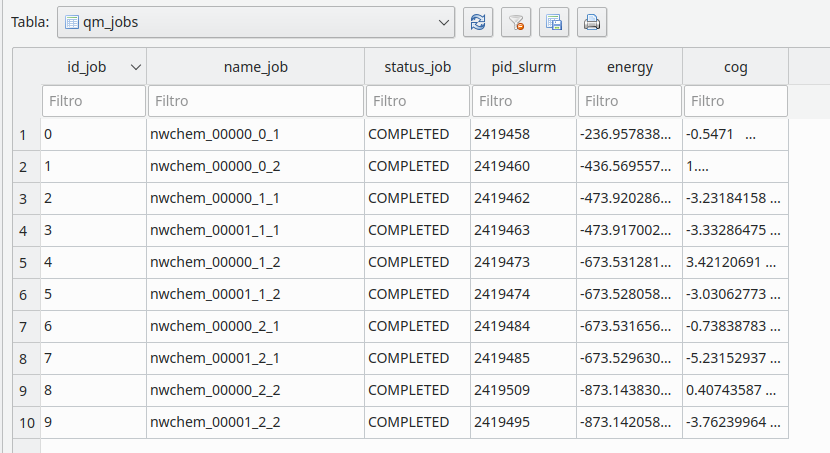 Tabla: qm_jobs
id_job name_job status_job pid_slurm energy cog
Filtro Filtro Filtro Filtro Filtro Filtro
1 0 nwchem_00000_0_1 COMPLETED 2419458 -236.957838... -0.5471 ...
2 1 nwchem_00000_0_2 COMPLETED 2419460 -436.569557... 1....
3 2 nwchem_00000_1_1 COMPLETED 2419462 -473.920286... -3.23184158 ...
4 3 nwchem_00001_1_1 COMPLETED 2419463 -473.917002... -3.33286475 ...
5 4 nwchem_00000_1_2 COMPLETED 2419473 -673.531281... 3.42120691 ...
6 5 nwchem_00001_1_2 COMPLETED 2419474 -673.528058... -3.03062773 ...
7 6 nwchem_00000_2_1 COMPLETED 2419484 -673.531656... -0.73838783 ...
8 7 nwchem_00001_2_1 COMPLETED 2419485 -673.529630... -5.23152937 ...
9 8 nwchem_00000_2_2 COMPLETED 2419509 -873.143830... 0.40743587 ...
10 9 nwchem_00001_2_2 COMPLETED 2419495 -873.142058... -3.76239964 ...